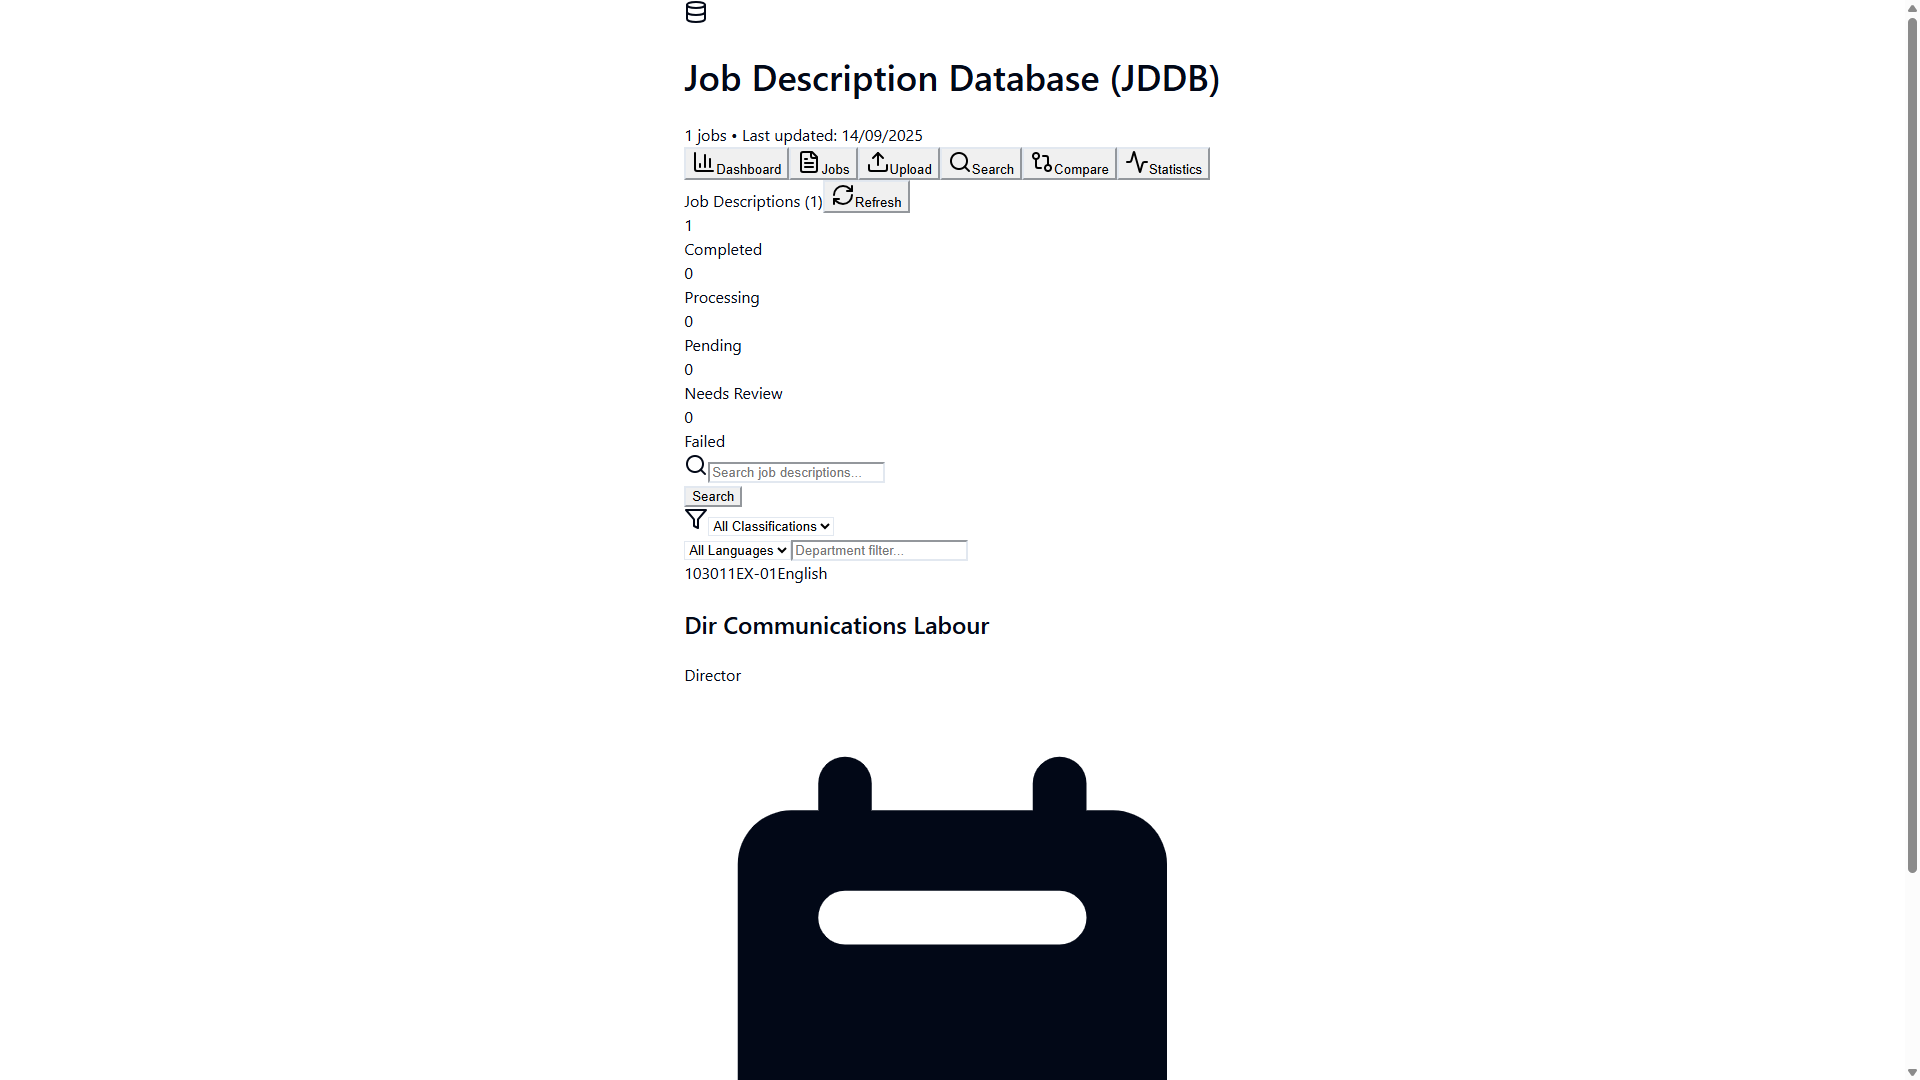 Job Description Database (JDDB)
1 jobs • Last updated: 14/09/2025
Dashboard Jobs Upload Search Compare Statistics
Job Descriptions (1) Refresh
1
Completed
0
Processing
0
Pending
0
Needs Review
0
Failed
Search job descriptions...
Search
All Classifications
All Languages Department filter...
103011EX-01English
Dir Communications Labour
Director